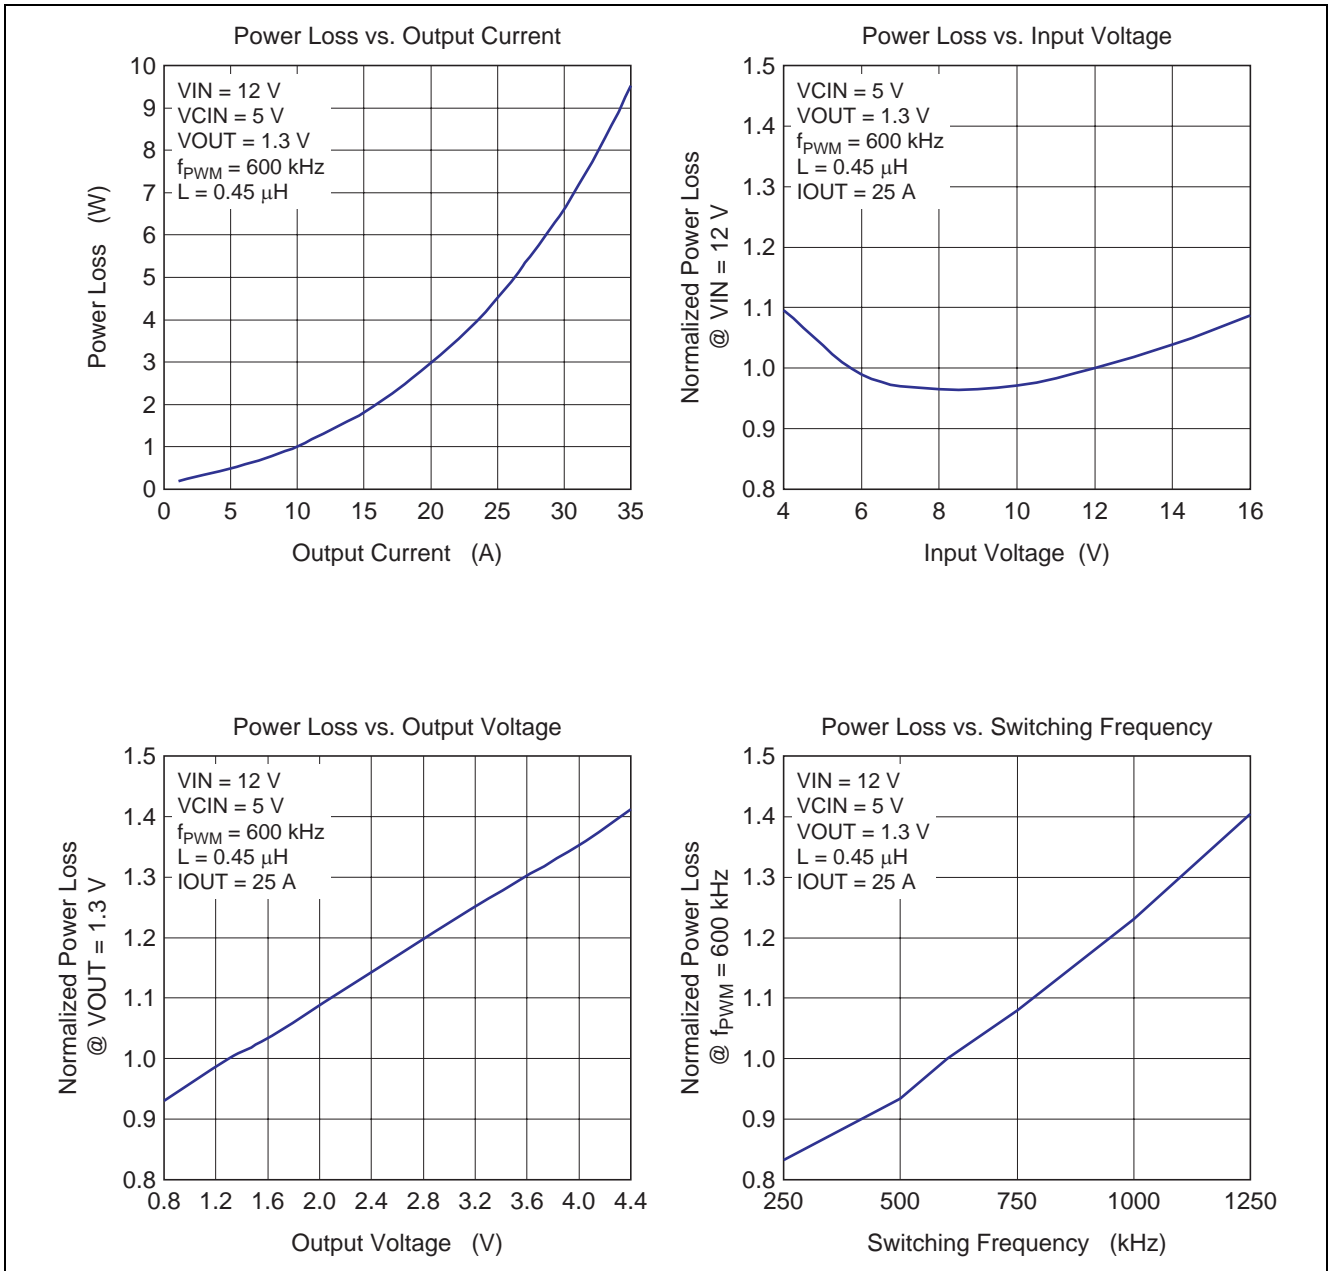 Power Loss vs. Output Current
10
9
8
7
6
5
4
3
2
1
0
VIN = 12 V
VCIN = 5 V
VOUT = 1.3 V
fPWM = 600 kHz
L = 0.45 μH
Power Loss (W)
0 5 10 15 20 25 30 35
Output Current (A)
Power Loss vs. Input Voltage
1.5
1.4
1.3
1.2
1.1
1.0
0.9
0.8
VCIN = 5 V
VOUT = 1.3 V
fPWM = 600 kHz
L = 0.45 μH
IOUT = 25 A
Normalized Power Loss
@ VIN = 12 V
4 6 8 10 12 14 16
Input Voltage (V)
Power Loss vs. Output Voltage
1.5
1.4
1.3
1.2
1.1
1.0
0.9
0.8
VIN = 12 V
VCIN = 5 V
fPWM = 600 kHz
L = 0.45 μH
IOUT = 25 A
Normalized Power Loss
@ VOUT = 1.3 V
0.8 1.2 1.6 2.0 2.4 2.8 3.2 3.6 4.0 4.4
Output Voltage (V)
Power Loss vs. Switching Frequency
1.5
1.4
1.3
1.2
1.1
1.0
0.9
0.8
VIN = 12 V
VCIN = 5 V
VOUT = 1.3 V
L = 0.45 μH
IOUT = 25 A
Normalized Power Loss
@ fPWM = 600 kHz
250 500 750 1000 1250
Switching Frequency (kHz)